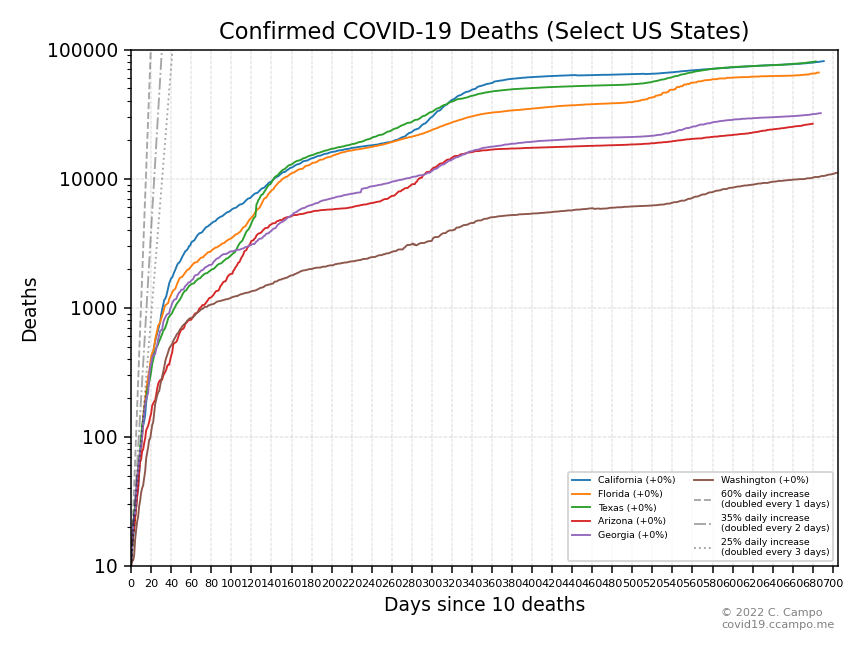 Confirmed COVID-19 Deaths (Select US States)
100000
10000
1000
100
10
Deaths
California (+0%)
Florida (+0%)
Texas (+0%)
Arizona (+0%)
Georgia (+0%)
Washington (+0%)
60% daily increase
(doubled every 1 days)
35% daily increase
(doubled every 2 days)
25% daily increase
(doubled every 3 days)
0 20 40 60 80 100 120 140 160 180 200 220 240 260 280 300 320 340 360 380 400 420 440 460 480 500 520 540 560 580 600 620 640 660 680 700
Days since 10 deaths
© 2022 C. Campo
covid19.ccampo.me